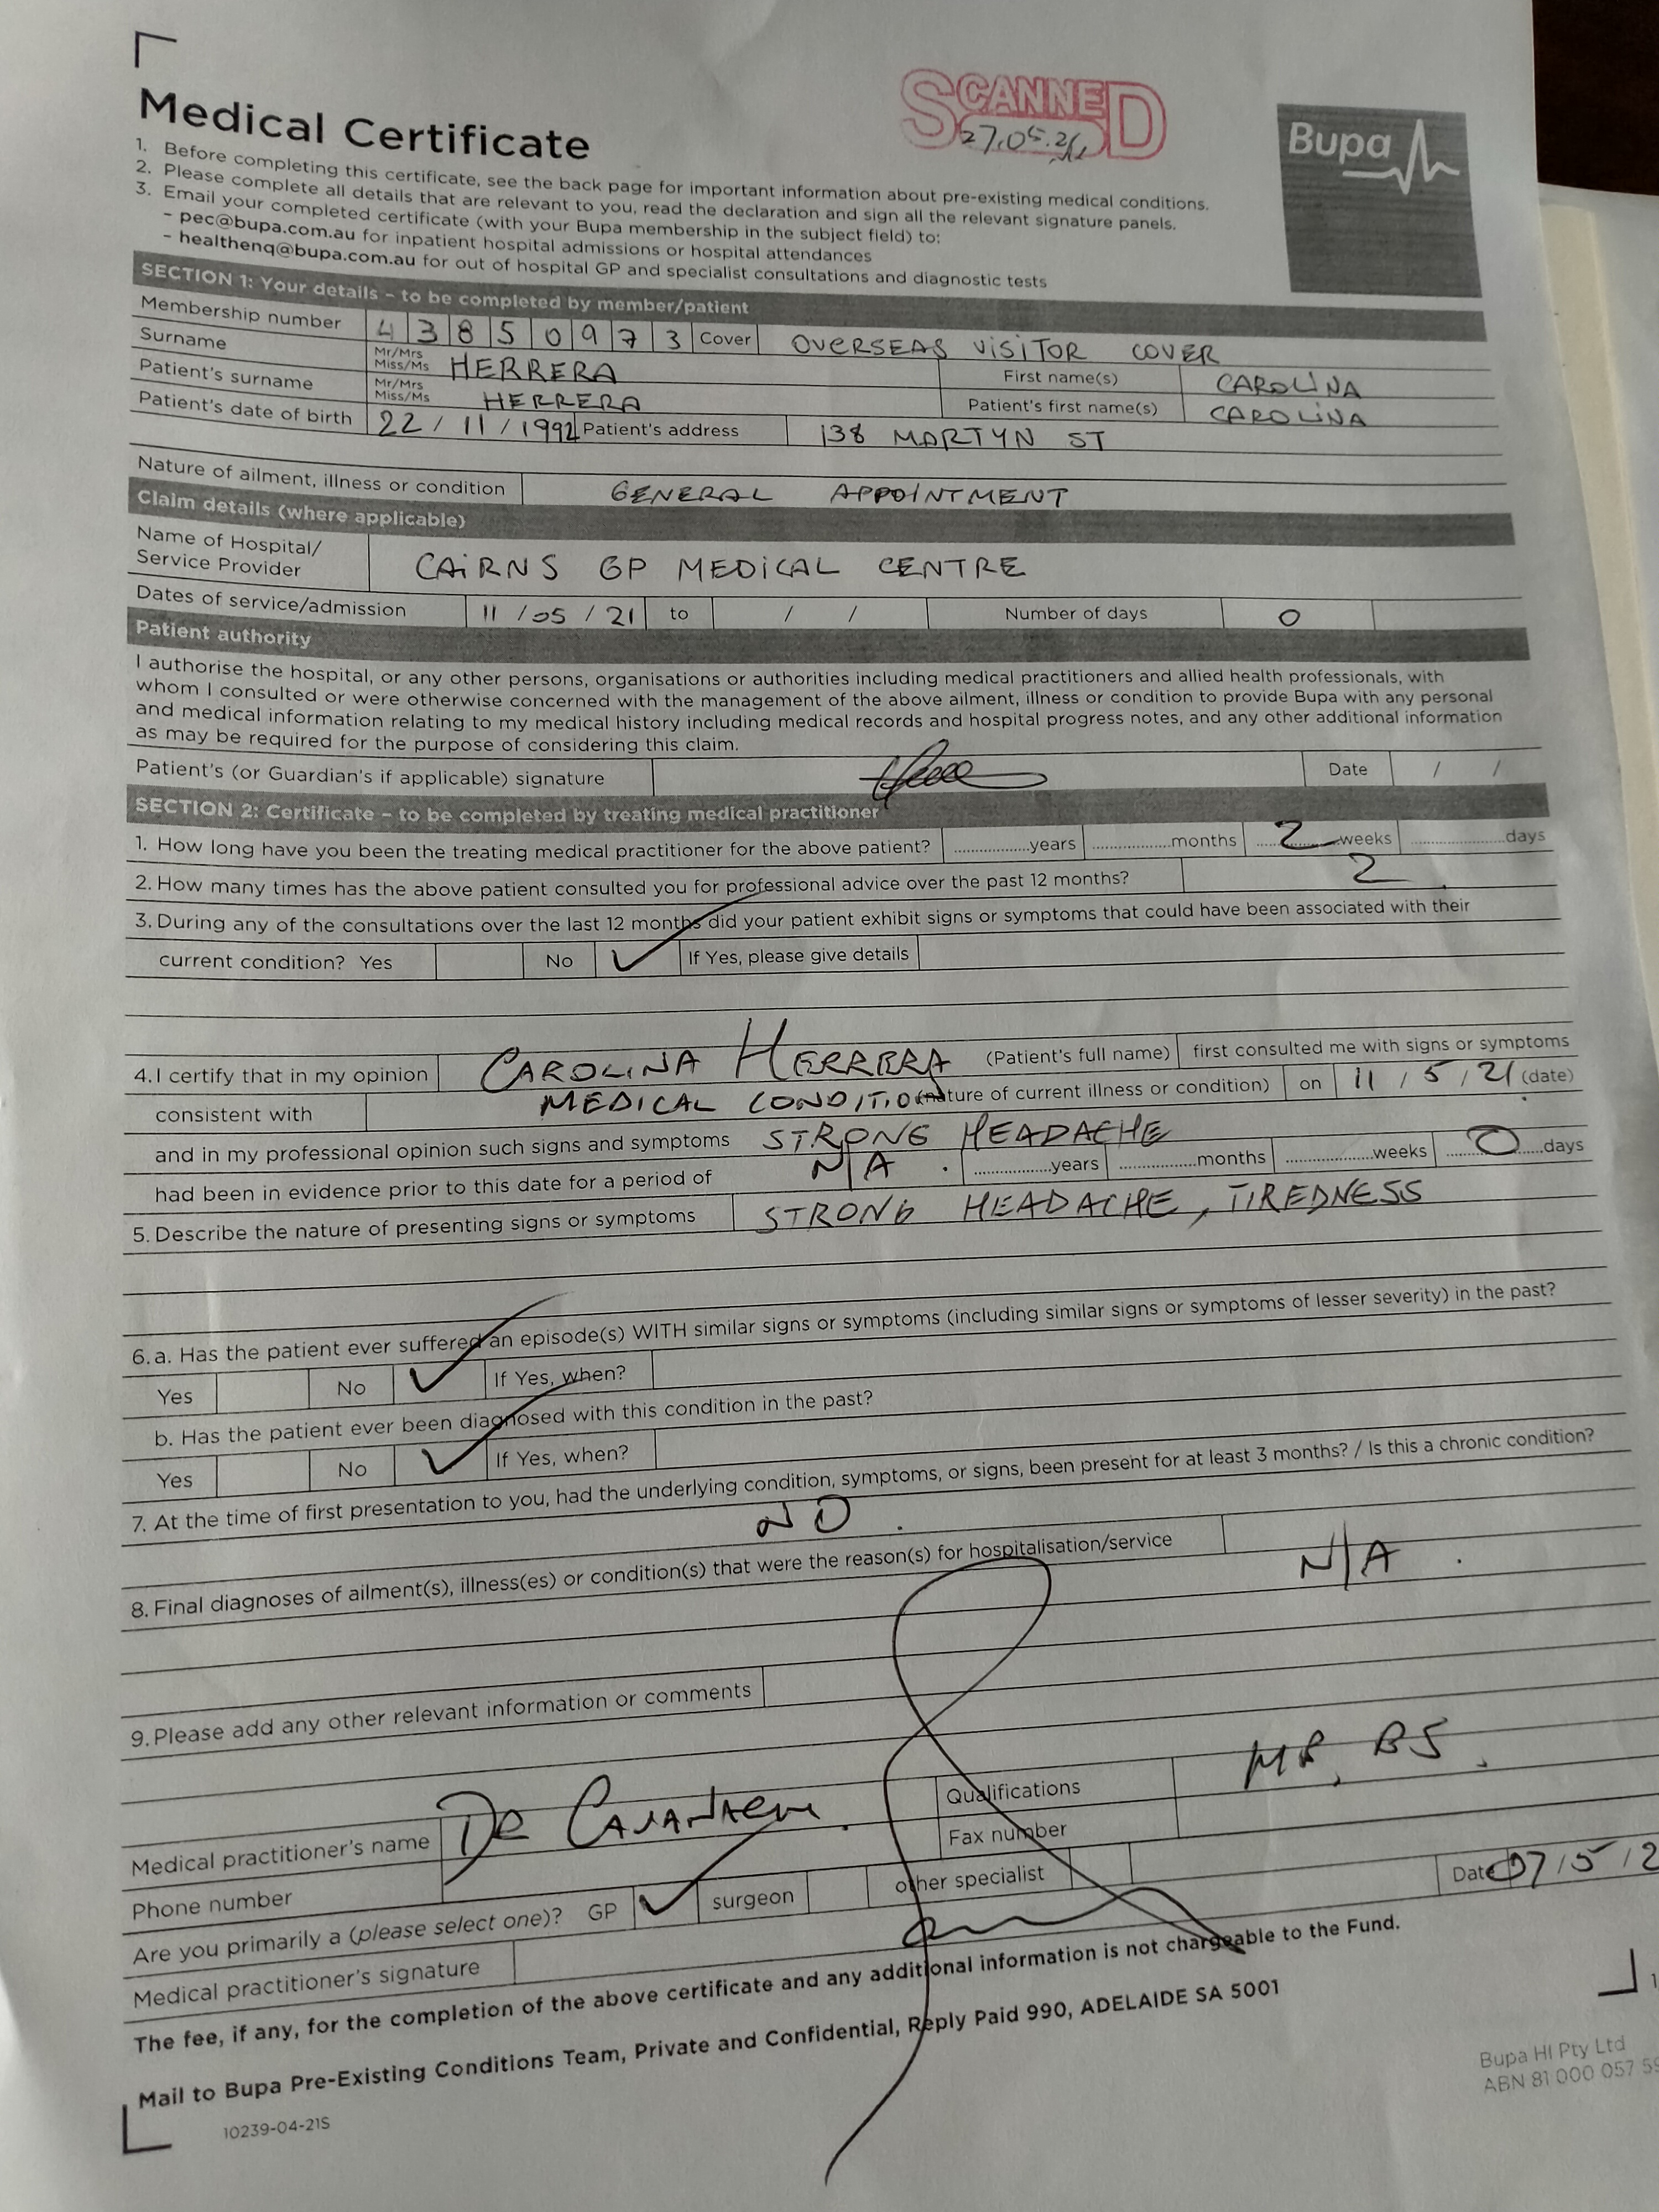 Medical Certificate
SCANNED
27.05.21
Bupa
1. Before completing this certificate, see the back page for important information about pre-existing medical conditions.
2. Please complete all details that are relevant to you, read the declaration and sign all the relevant signature panels.
3. Email your completed certificate (with your Bupa membership in the subject field) to:
– pec@bupa.com.au for inpatient hospital admissions or hospital attendances
– healthenq@bupa.com.au for out of hospital GP and specialist consultations and diagnostic tests
SECTION 1: Your details – to be completed by member/patient
Membership number 4 3 8 5 0 9 7 3 Cover OVERSEAS VISITOR COVER
Surname Mr/Mrs Miss/Ms HERRERA First name(s) CAROLINA
Patient's surname Mr/Mrs Miss/Ms HERRERA Patient's first name(s) CAROLINA
Patient's date of birth 22 / 11 / 1992 Patient's address 138 MARTYN ST
Nature of ailment, illness or condition GENERAL APPOINTMENT
Claim details (where applicable)
Name of Hospital/ Service Provider CAIRNS GP MEDICAL CENTRE
Dates of service/admission 11 / 05 / 21 to / / Number of days 0
Patient authority
I authorise the hospital, or any other persons, organisations or authorities including medical practitioners and allied health professionals, with
whom I consulted or were otherwise concerned with the management of the above ailment, illness or condition to provide Bupa with any personal
and medical information relating to my medical history including medical records and hospital progress notes, and any other additional information
as may be required for the purpose of considering this claim.
Patient's (or Guardian's if applicable) signature Date / /
SECTION 2: Certificate – to be completed by treating medical practitioner
1. How long have you been the treating medical practitioner for the above patient? ...............years ..................months 2 weeks ..................days
2. How many times has the above patient consulted you for professional advice over the past 12 months? 2
3. During any of the consultations over the last 12 months did your patient exhibit signs or symptoms that could have been associated with their
current condition? Yes No ✓ If Yes, please give details
4. I certify that in my opinion CAROLINA HERRERA (Patient's full name) first consulted me with signs or symptoms
consistent with MEDICAL CONDITION (nature of current illness or condition) on 11 / 5 / 21 (date)
and in my professional opinion such signs and symptoms STRONG HEADACHE
had been in evidence prior to this date for a period of N/A . ...............years ...............months ...............weeks 0 days
5. Describe the nature of presenting signs or symptoms STRONG HEADACHE, TIREDNESS
6. a. Has the patient ever suffered an episode(s) WITH similar signs or symptoms (including similar signs or symptoms of lesser severity) in the past?
Yes No ✓ If Yes, when?
b. Has the patient ever been diagnosed with this condition in the past?
Yes No ✓ If Yes, when?
7. At the time of first presentation to you, had the underlying condition, symptoms, or signs, been present for at least 3 months? / Is this a chronic condition?
NO .
8. Final diagnoses of ailment(s), illness(es) or condition(s) that were the reason(s) for hospitalisation/service N/A .
9. Please add any other relevant information or comments
Medical practitioner's name DR Qualifications MB, BS.
Phone number Fax number
Are you primarily a (please select one)? GP ✓ surgeon other specialist
Medical practitioner's signature Date /5 /2
The fee, if any, for the completion of the above certificate and any additional information is not chargeable to the Fund.
Mail to Bupa Pre-Existing Conditions Team, Private and Confidential, Reply Paid 990, ADELAIDE SA 5001
Bupa HI Pty Ltd
ABN 81 000 057 59
10239-04-21S